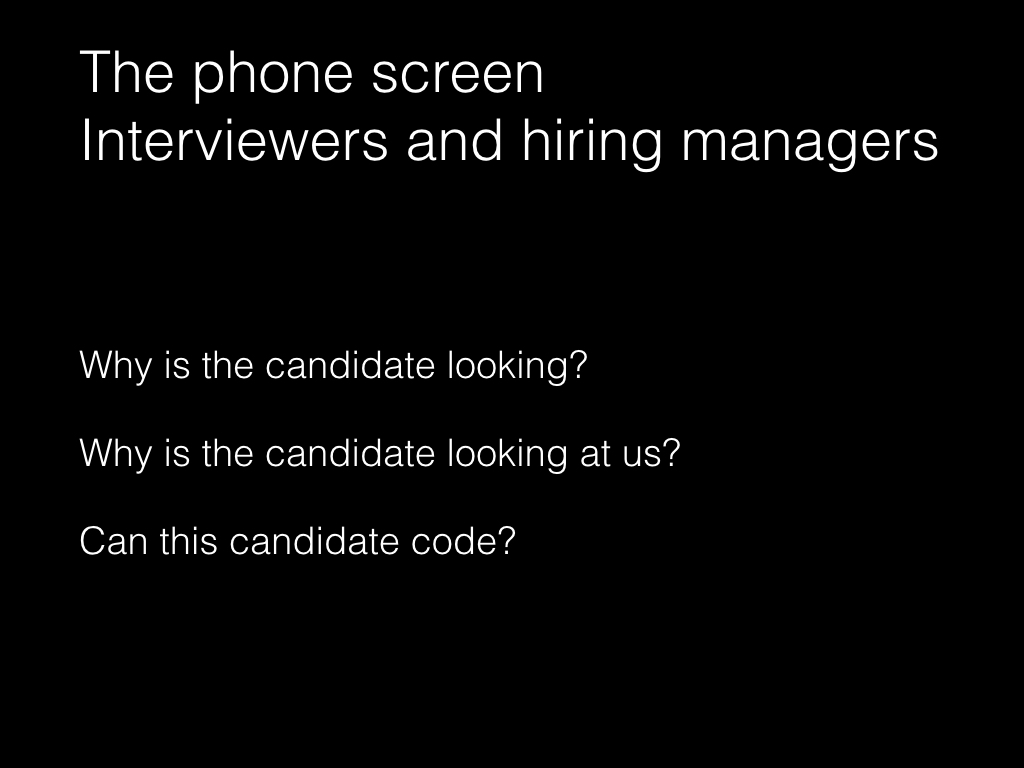 The phone screen
Interviewers and hiring managers
Why is the candidate looking?
Why is the candidate looking at us?
Can this candidate code?